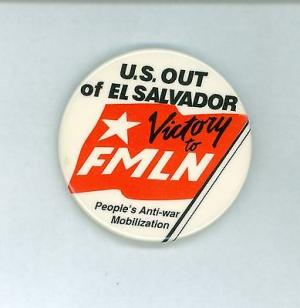 U.S. OUT
of EL SALVADOR
Victory
to
FMLN
People's Anti-war
Mobilization